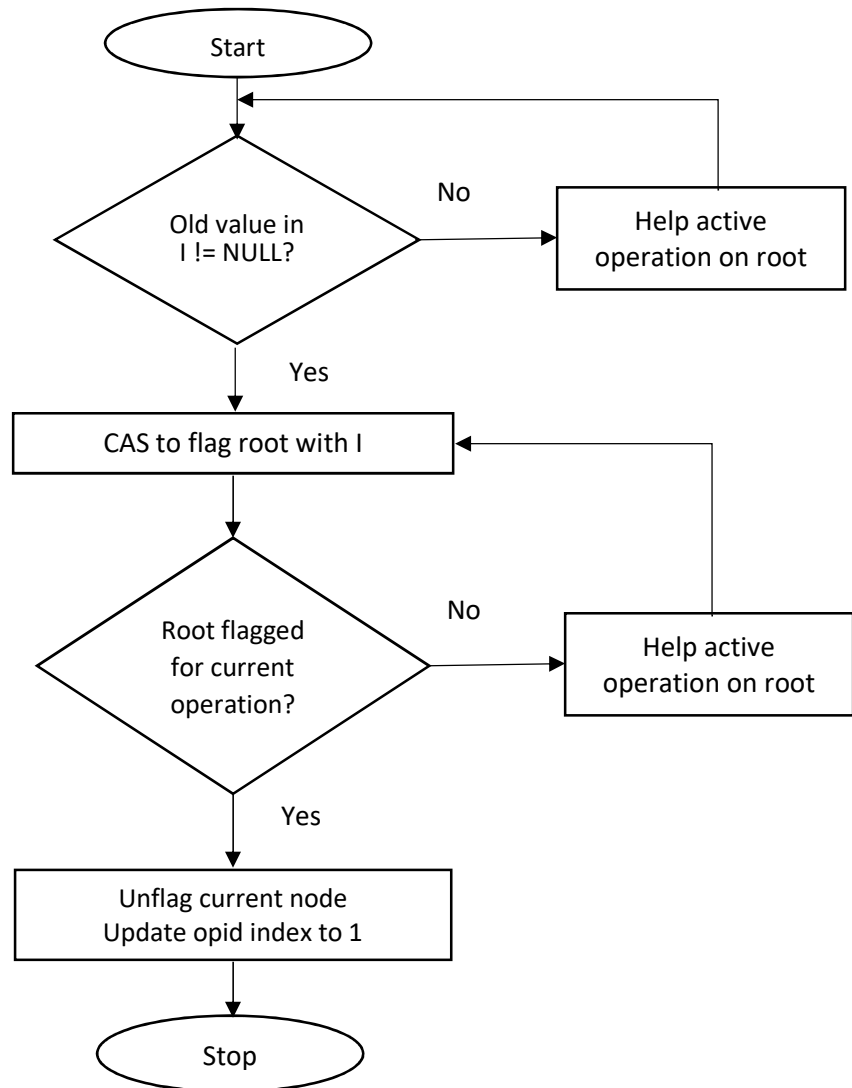 Start
Old value in
I != NULL?
No
Help active
operation on root
Yes
CAS to flag root with I
Root flagged
for current
operation?
No
Help active
operation on root
Yes
Unflag current node
Update opid index to 1
Stop